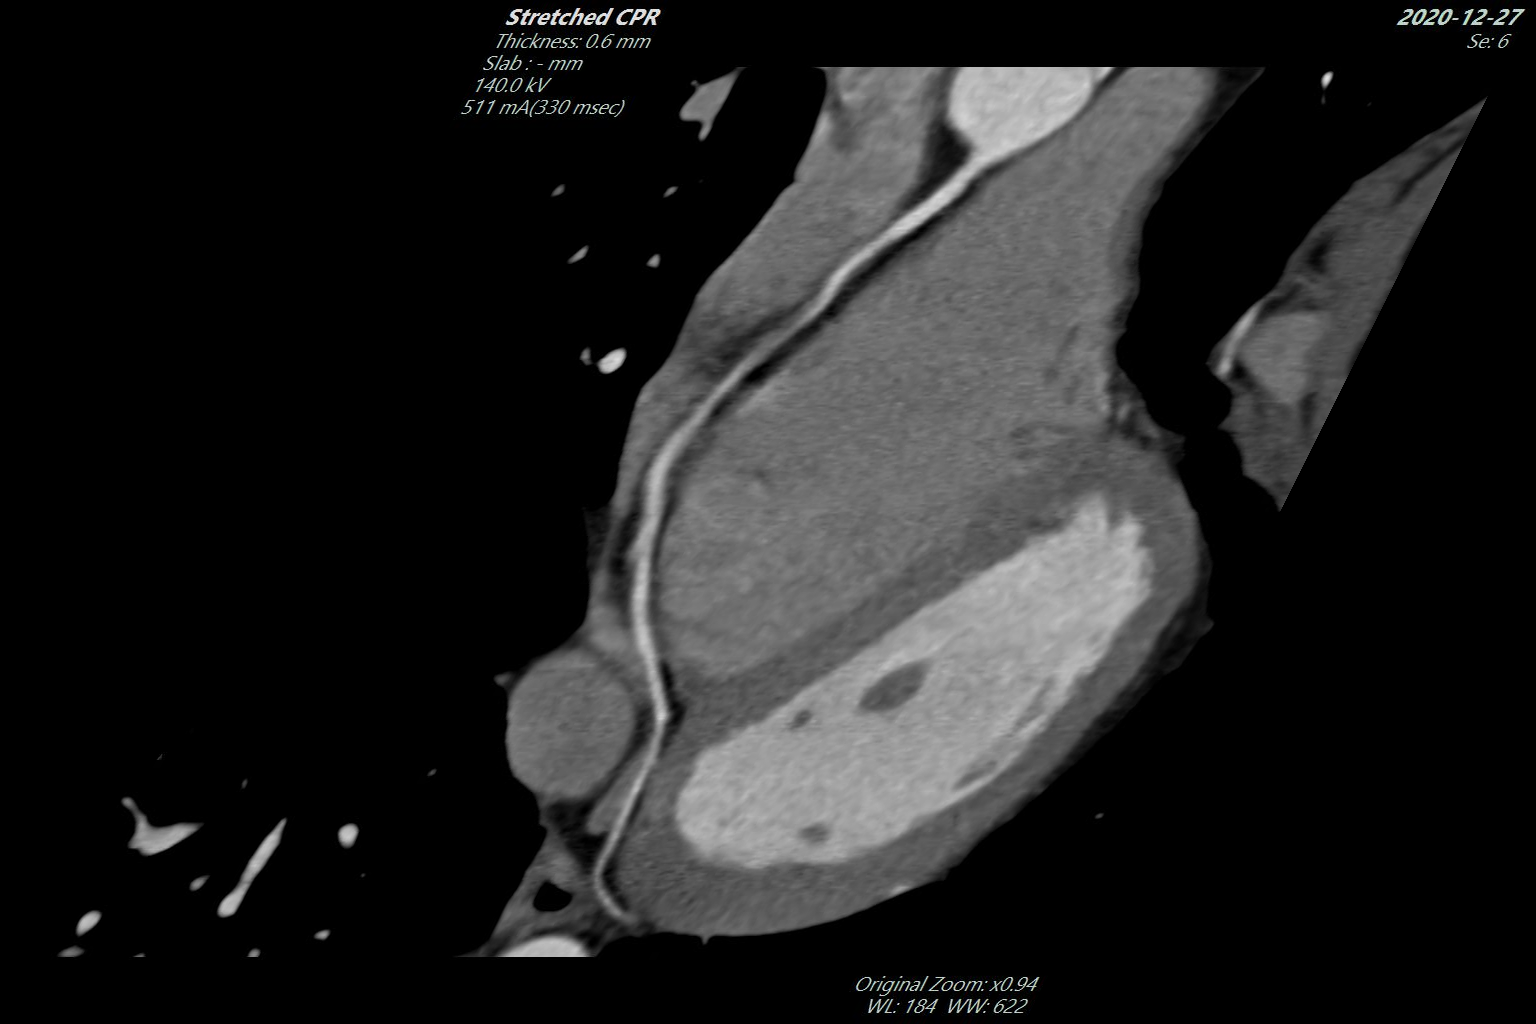 Stretched CPR
Thickness: 0.6 mm
Slab : - mm
140.0 kV
511 mA(330 msec)
2020-12-27
Se: 6
Original Zoom: x0.94
WL: 184 WW: 622